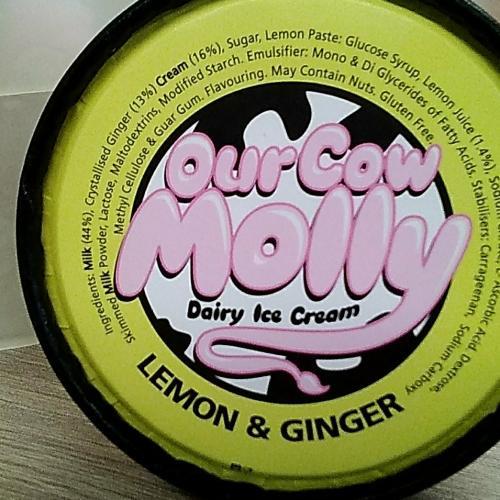 Ingredients: Milk (44%), Crystallised Ginger (13%) Cream (16%), Sugar, Lemon Paste: Glucose Syrup, Lemon Juice (1.4%), Ascorbic Acid Dextrose,
Skimmed Milk Powder, Lactose, Maltodextrins, Modified Starch. Emulsifier: Mono & Di Glycerides of Fatty Acids. Stabilisers: Carrageenan, Sodium Carboxy
Methyl Cellulose & Guar Gum. Flavouring. May Contain Nuts. Gluten Free
Our Cow
Molly
Dairy Ice Cream
LEMON & GINGER